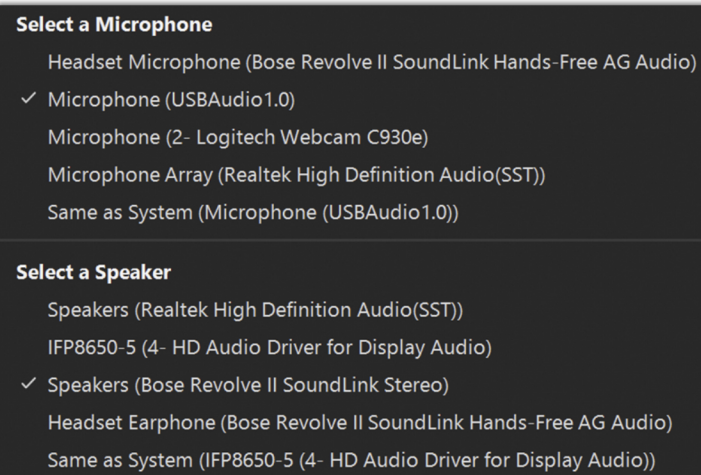 Select a Microphone
Headset Microphone (Bose Revolve II SoundLink Hands-Free AG Audio)
✓ Microphone (USBAudio1.0)
Microphone (2- Logitech Webcam C930e)
Microphone Array (Realtek High Definition Audio(SST))
Same as System (Microphone (USBAudio1.0))
Select a Speaker
Speakers (Realtek High Definition Audio(SST))
IFP8650-5 (4- HD Audio Driver for Display Audio)
✓ Speakers (Bose Revolve II SoundLink Stereo)
Headset Earphone (Bose Revolve II SoundLink Hands-Free AG Audio)
Same as System (IFP8650-5 (4- HD Audio Driver for Display Audio))